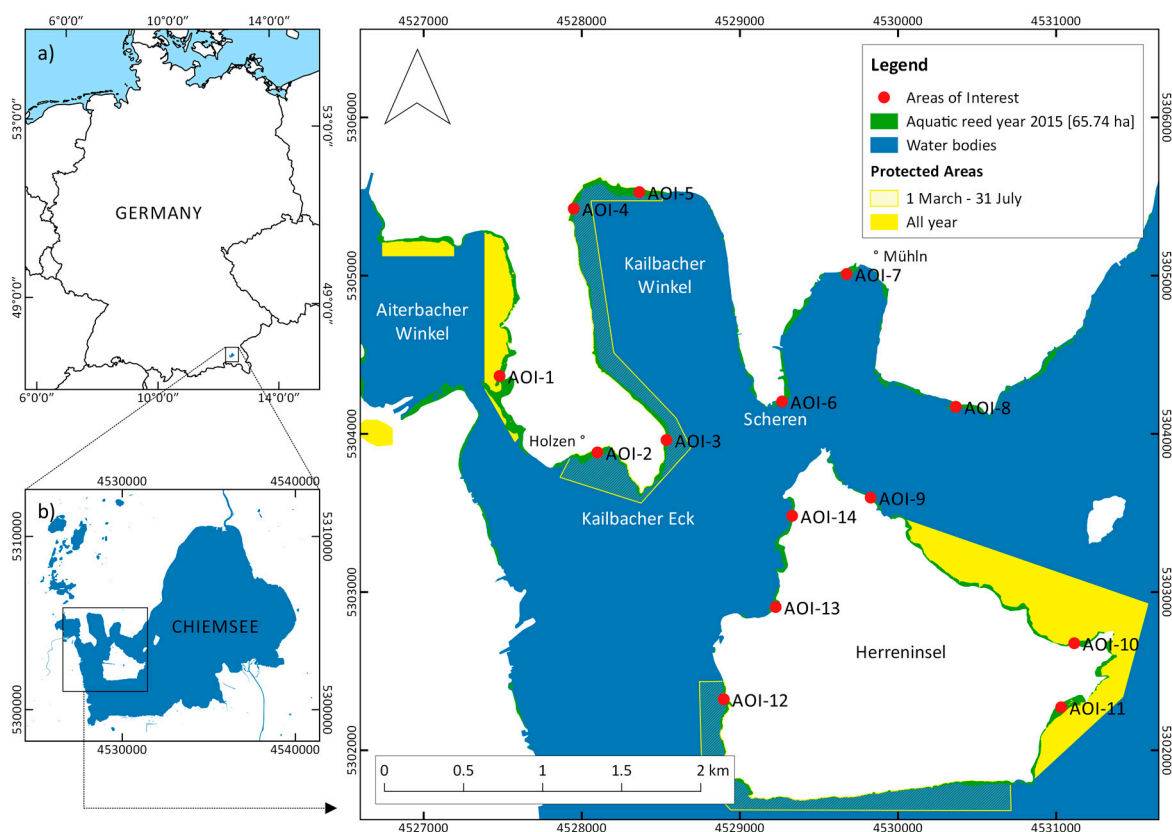 6°0'0" 10°0'0" 14°0'0"
a)
53°0'0"
53°0'0"
GERMANY
49°0'0"
49°0'0"
6°0'0" 10°0'0" 14°0'0"
4530000 4540000
b)
5310000
5310000
CHIEMSEE
5300000
5300000
4530000 4540000
4527000 4528000 4529000 4530000 4531000
5306000
5306000
Legend
Areas of Interest
Aquatic reed year 2015 [65.74 ha]
Water bodies
Protected Areas
1 March - 31 July
All year
AOI-5
AOI-4
° Mühln
AOI-7
5305000
5305000
Kailbacher
Winkel
Aiterbacher
Winkel
AOI-1
AOI-6
AOI-8
Scheren
5304000
5304000
Holzen °
AOI-2
AOI-3
AOI-9
AOI-14
Kailbacher Eck
5303000
5303000
AOI-13
Herreninsel
AOI-10
AOI-12
AOI-11
5302000
5302000
0 0.5 1 1.5 2 km
4527000 4528000 4529000 4530000 4531000